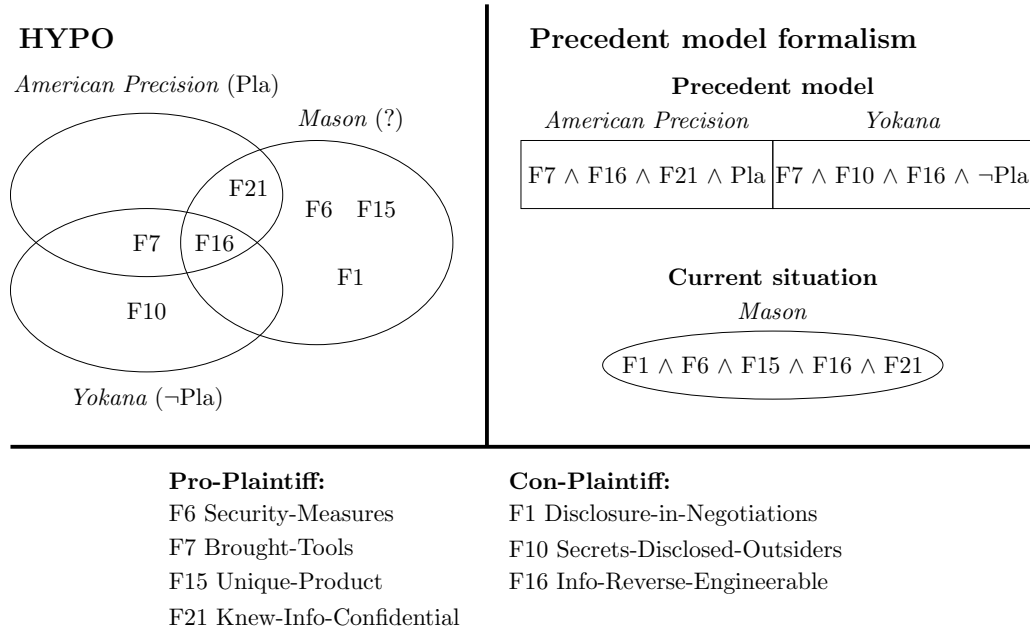 HYPO
American Precision (Pla)
Mason (?)
F21
F6 F15
F7 F16
F1
F10
Yokana (¬Pla)
Precedent model formalism
Precedent model
American Precision Yokana
F7 ∧ F16 ∧ F21 ∧ Pla F7 ∧ F10 ∧ F16 ∧ ¬Pla
Current situation
Mason
F1 ∧ F6 ∧ F15 ∧ F16 ∧ F21
Pro-Plaintiff:
F6 Security-Measures
F7 Brought-Tools
F15 Unique-Product
F21 Knew-Info-Confidential
Con-Plaintiff:
F1 Disclosure-in-Negotiations
F10 Secrets-Disclosed-Outsiders
F16 Info-Reverse-Engineerable